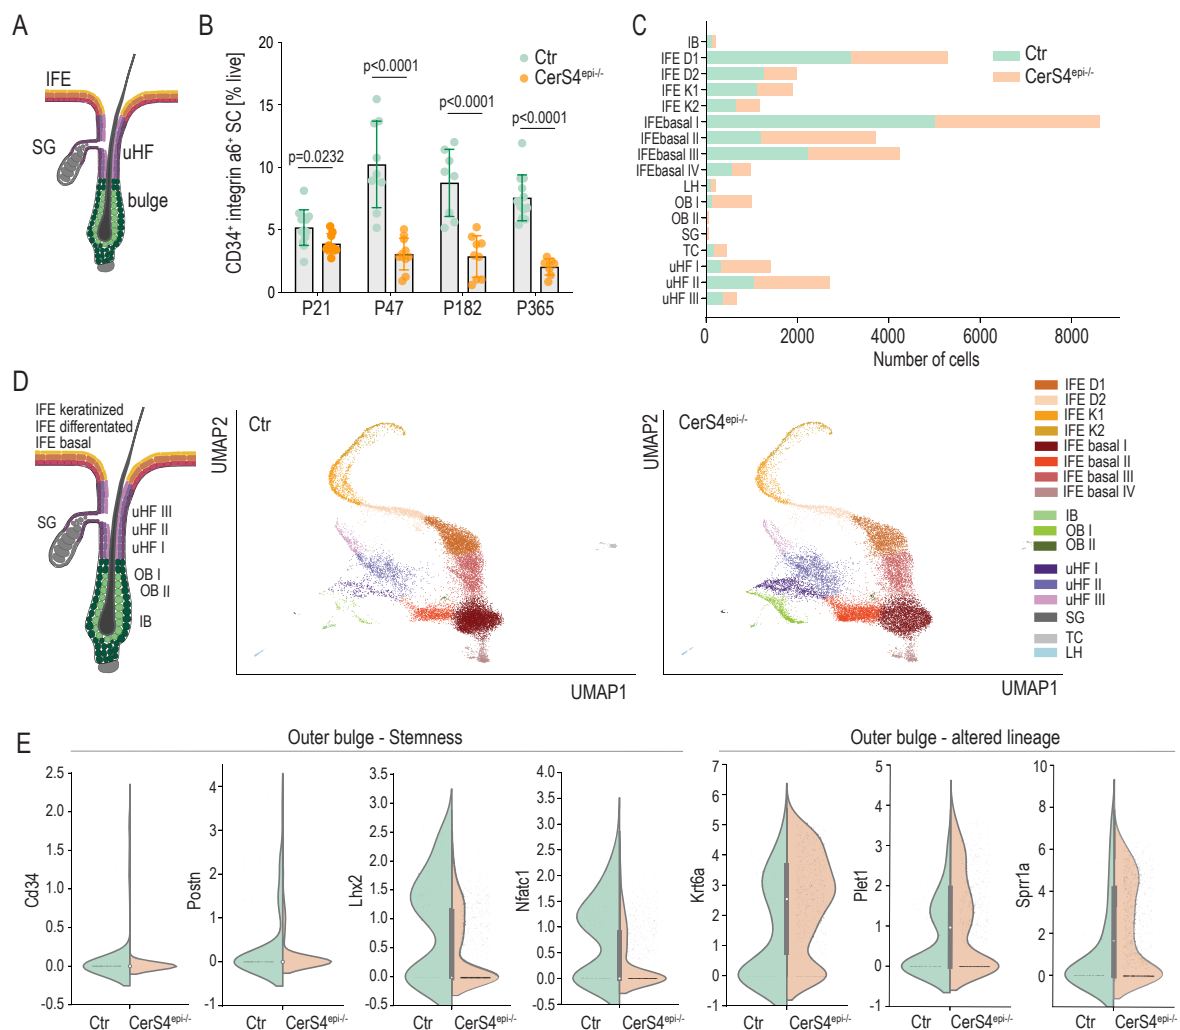 A
IFE
SG
uHF
bulge
B
CD34+ integrin a6+ SC [% live]
20
15
10
5
0
Ctr
CerS4epi-/-
p=0.0232
p<0.0001
p<0.0001
p<0.0001
P21
P47
P182
P365
C
IB
IFE D1
IFE D2
IFE K1
IFE K2
IFEbasal I
IFEbasal II
IFEbasal III
IFEbasal IV
LH
OB I
OB II
SG
TC
uHF I
uHF II
uHF III
Ctr
CerS4epi-/-
0
2000
4000
6000
8000
Number of cells
D
IFE keratinized
IFE differentated
IFE basal
SG
uHF III
uHF II
uHF I
OB I
OB II
IB
UMAP2
Ctr
UMAP1
UMAP2
CerS4epi-/-
UMAP1
IFE D1
IFE D2
IFE K1
IFE K2
IFE basal I
IFE basal II
IFE basal III
IFE basal IV
IB
OB I
OB II
uHF I
uHF II
uHF III
SG
TC
LH
E
Outer bulge - Stemness
Outer bulge - altered lineage
Cd34
2.5
2.0
1.5
1.0
0.5
0.0
-0.5
Ctr
CerS4epi-/-
Postn
4
2
0
-1
Ctr
CerS4epi-/-
Lhx2
3.5
3.0
2.5
2.0
1.5
1.0
0.5
0.0
-0.5
Ctr
CerS4epi-/-
Nfatc1
4.0
3.5
3.0
2.5
2.0
1.5
1.0
0.5
0.0
-0.5
Ctr
CerS4epi-/-
Krt6a
7
6
5
4
3
2
1
0
-1
Ctr
CerS4epi-/-
Plet1
5
4
3
2
1
0
-1
Ctr
CerS4epi-/-
Sprr1a
10
8
6
4
2
0
Ctr
CerS4epi-/-